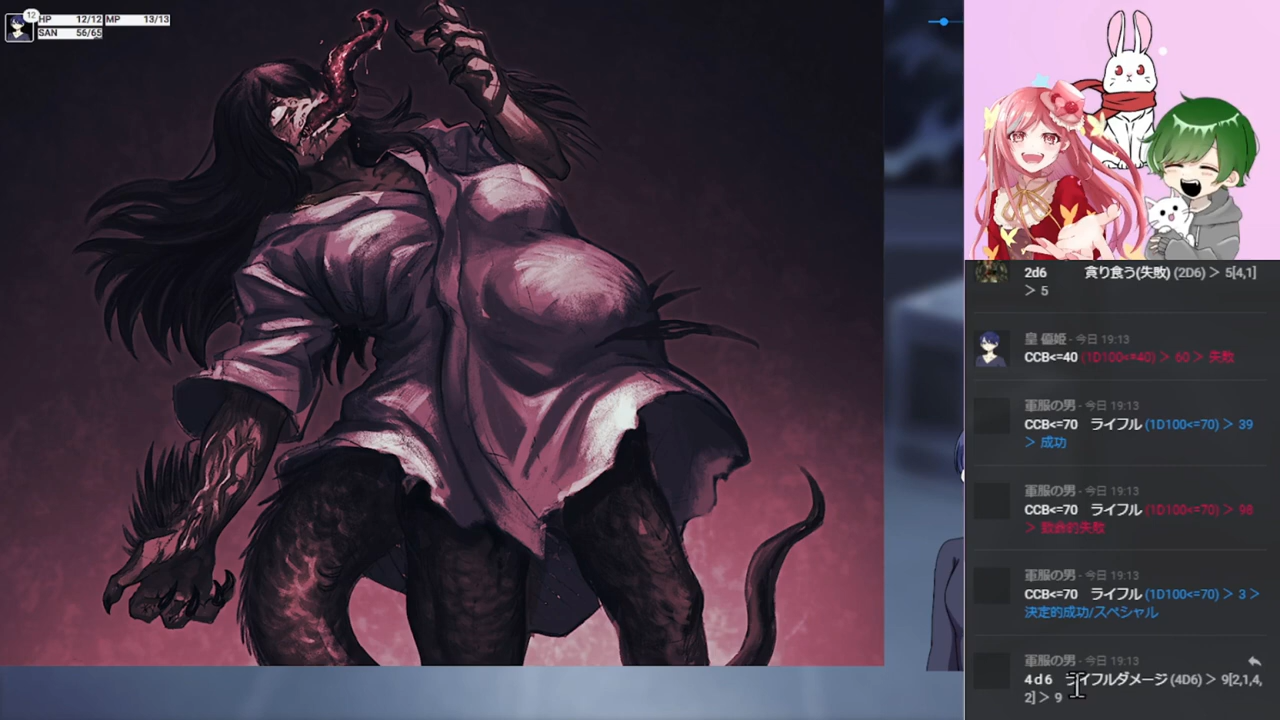 12
HP 12/12 MP 13/13
SAN 56/65
2d6 貪り食う(失敗) (2D6) > 5[4,1]
> 5
皇 優姫 - 今日 19:13
CCB<=40 (1D100<=40) > 60 > 失敗
軍服の男 - 今日 19:13
CCB<=70 ライフル (1D100<=70) > 39
> 成功
軍服の男 - 今日 19:13
CCB<=70 ライフル (1D100<=70) > 98
> 致命的失敗
軍服の男 - 今日 19:13
CCB<=70 ライフル (1D100<=70) > 3 >
決定的成功/スペシャル
軍服の男 - 今日 19:13
4d6 ライフルダメージ (4D6) > 9[2,1,4,
2] > 9